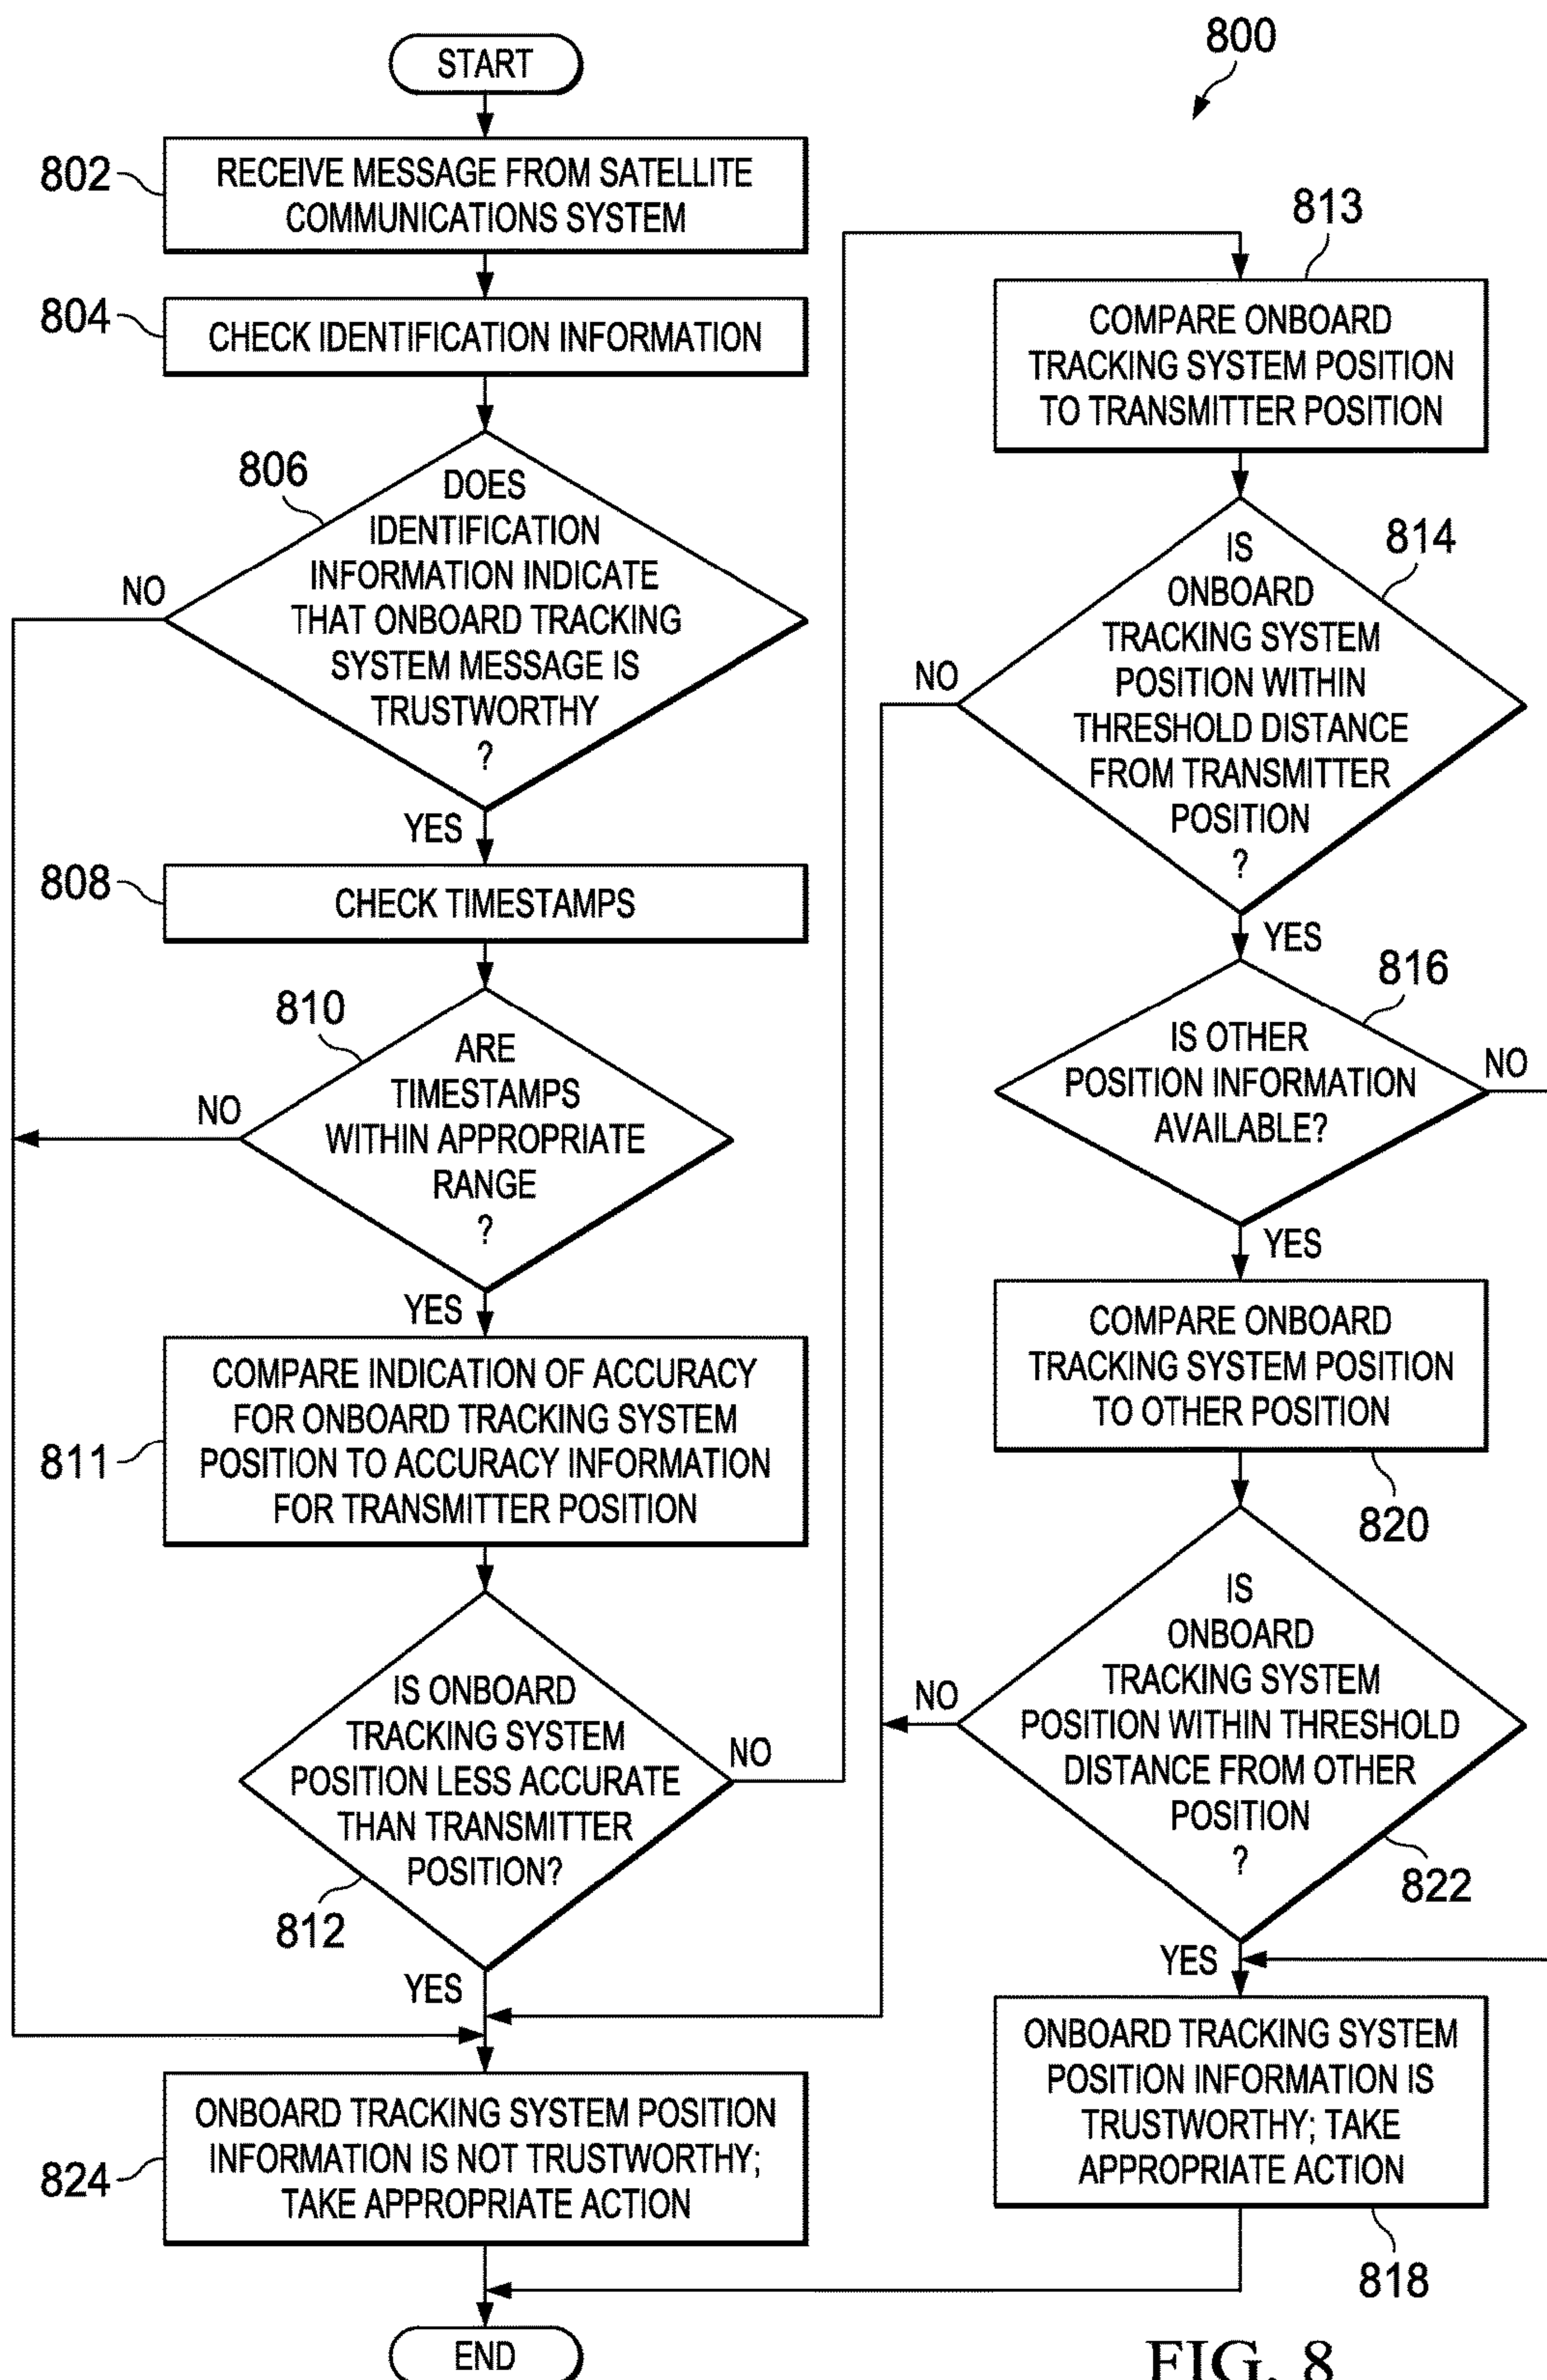 800
START
802
RECEIVE MESSAGE FROM SATELLITE
COMMUNICATIONS SYSTEM
804
CHECK IDENTIFICATION INFORMATION
806
DOES
IDENTIFICATION
INFORMATION INDICATE
THAT ONBOARD TRACKING
SYSTEM MESSAGE IS
TRUSTWORTHY
?
NO
YES
808
CHECK TIMESTAMPS
810
ARE
TIMESTAMPS
WITHIN APPROPRIATE
RANGE
?
NO
YES
811
COMPARE INDICATION OF ACCURACY
FOR ONBOARD TRACKING SYSTEM
POSITION TO ACCURACY INFORMATION
FOR TRANSMITTER POSITION
IS ONBOARD
TRACKING SYSTEM
POSITION LESS ACCURATE
THAN TRANSMITTER
POSITION?
812
NO
YES
824
ONBOARD TRACKING SYSTEM POSITION
INFORMATION IS NOT TRUSTWORTHY;
TAKE APPROPRIATE ACTION
END
813
COMPARE ONBOARD
TRACKING SYSTEM POSITION
TO TRANSMITTER POSITION
814
IS
ONBOARD
TRACKING SYSTEM
POSITION WITHIN
THRESHOLD DISTANCE
FROM TRANSMITTER
POSITION
?
NO
YES
816
IS OTHER
POSITION INFORMATION
AVAILABLE?
NO
YES
COMPARE ONBOARD
TRACKING SYSTEM POSITION
TO OTHER POSITION
820
IS
ONBOARD
TRACKING SYSTEM
POSITION WITHIN THRESHOLD
DISTANCE FROM OTHER
POSITION
?
822
NO
YES
ONBOARD TRACKING SYSTEM
POSITION INFORMATION IS
TRUSTWORTHY; TAKE
APPROPRIATE ACTION
818
FIG. 8